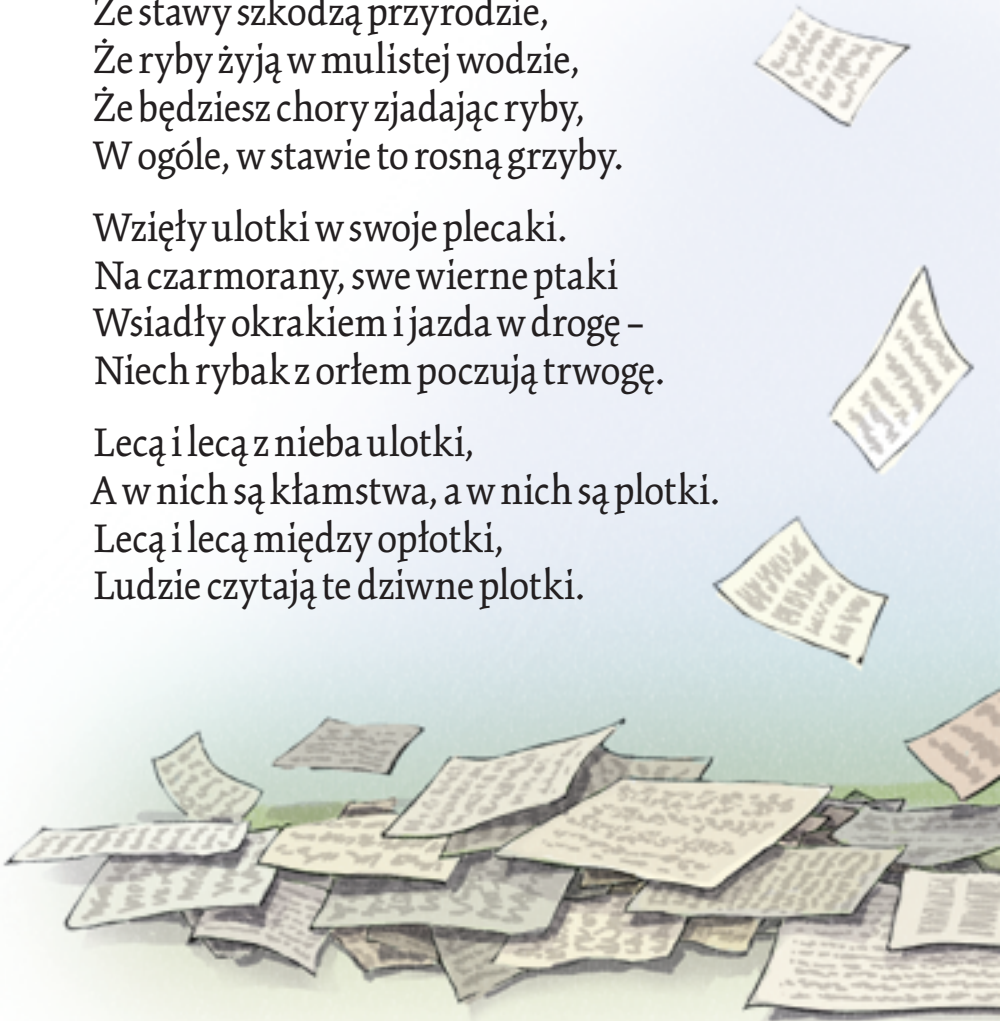 Że stawy szkodzą przyrodzie,
Że ryby żyją w mulistej wodzie,
Że będziesz chory zjadając ryby,
W ogóle, w stawie to rosną grzyby.
Wzięły ulotki w swoje plecaki.
Na czarmorany, swe wierne ptaki
Wsiadły okrakiem i jazda w drogę –
Niech rybak z orłem poczują trwogę.
Lecą i lecą z nieba ulotki,
A w nich są kłamstwa, a w nich są plotki.
Lecą i lecą między opłotki,
Ludzie czytają te dziwne plotki.